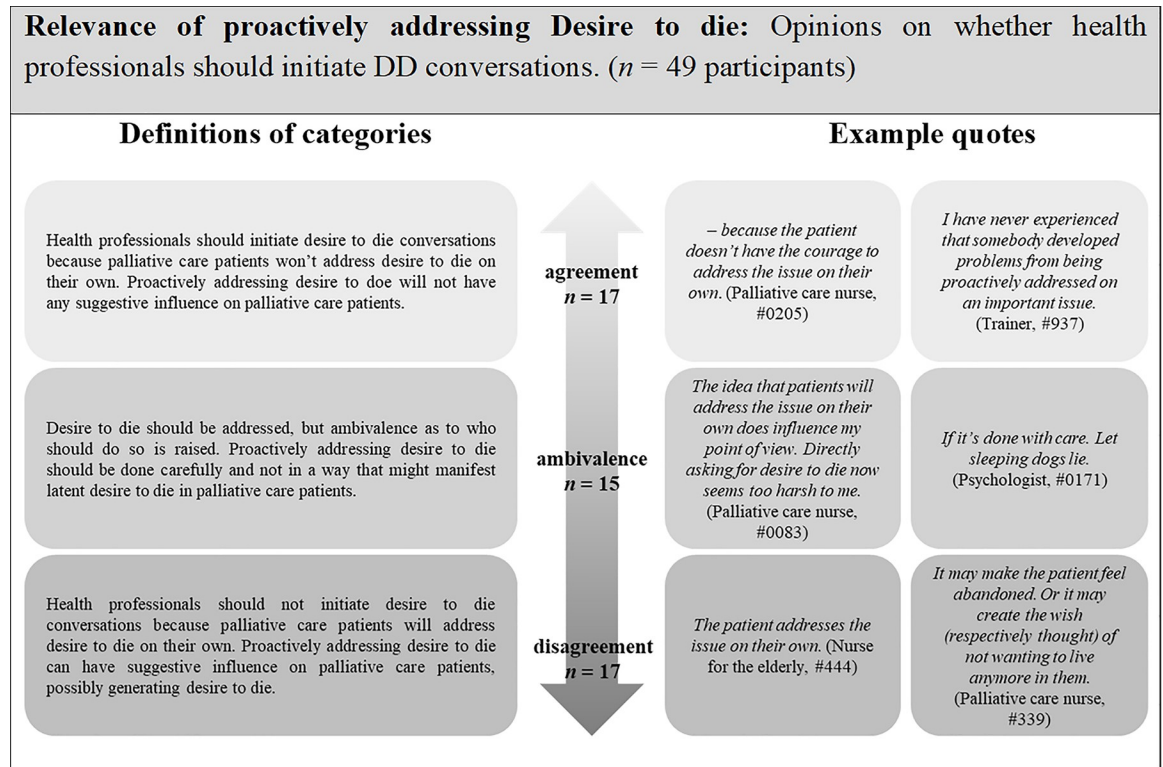 Relevance of proactively addressing Desire to die: Opinions on whether health
professionals should initiate DD conversations. (n = 49 participants)
Definitions of categories
Example quotes
Health professionals should initiate desire to die conversations
because palliative care patients won't address desire to die on
their own. Proactively addressing desire to doe will not have
any suggestive influence on palliative care patients.
agreement
n = 17
– because the patient
doesn't have the courage to
address the issue on their
own. (Palliative care nurse,
#0205)
I have never experienced
that somebody developed
problems from being
proactively addressed on
an important issue.
(Trainer, #937)
Desire to die should be addressed, but ambivalence as to who
should do so is raised. Proactively addressing desire to die
should be done carefully and not in a way that might manifest
latent desire to die in palliative care patients.
ambivalence
n = 15
The idea that patients will
address the issue on their
own does influence my
point of view. Directly
asking for desire to die now
seems too harsh to me.
(Palliative care nurse,
#0083)
If it's done with care. Let
sleeping dogs lie.
(Psychologist, #0171)
Health professionals should not initiate desire to die
conversations because palliative care patients will address
desire to die on their own. Proactively addressing desire to die
can have suggestive influence on palliative care patients,
possibly generating desire to die.
disagreement
n = 17
The patient addresses the
issue on their own. (Nurse
for the elderly, #444)
It may make the patient feel
abandoned. Or it may
create the wish
(respectively thought) of
not wanting to live
anymore in them.
(Palliative care nurse,
#339)